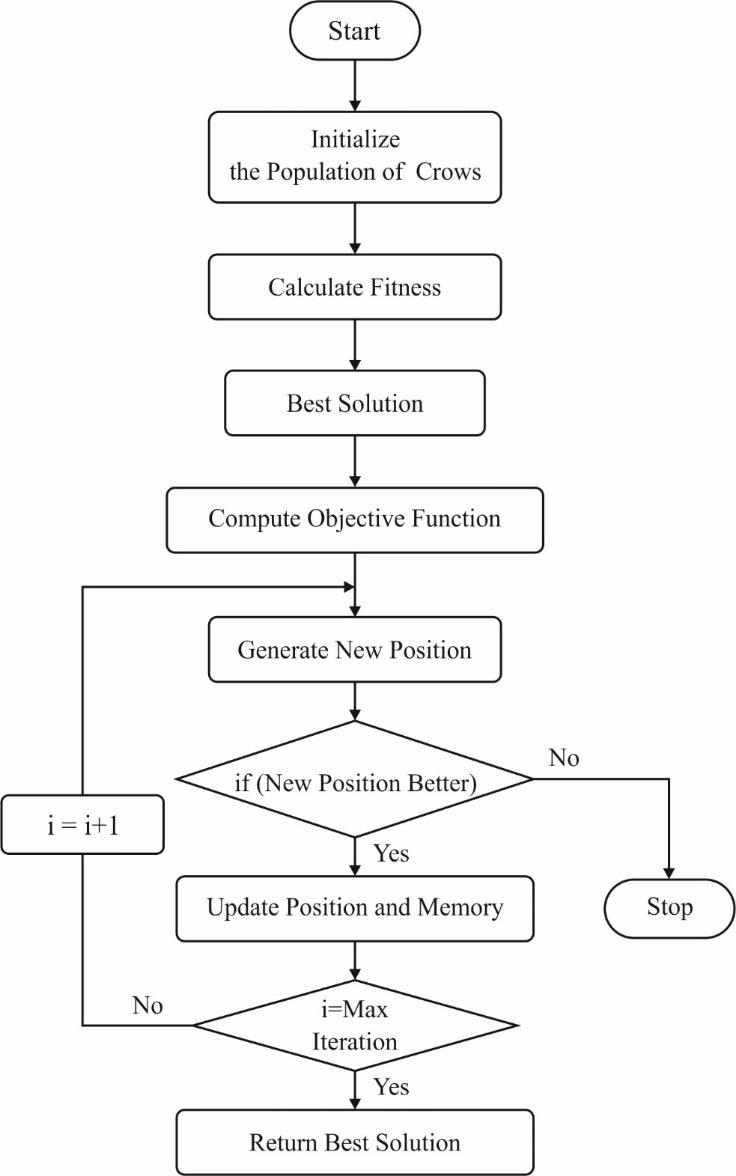 Start
Initialize
the Population of Crows
Calculate Fitness
Best Solution
Compute Objective Function
Generate New Position
if (New Position Better)
No
i = i+1
Yes
Update Position and Memory
Stop
No
i=Max
Iteration
Yes
Return Best Solution